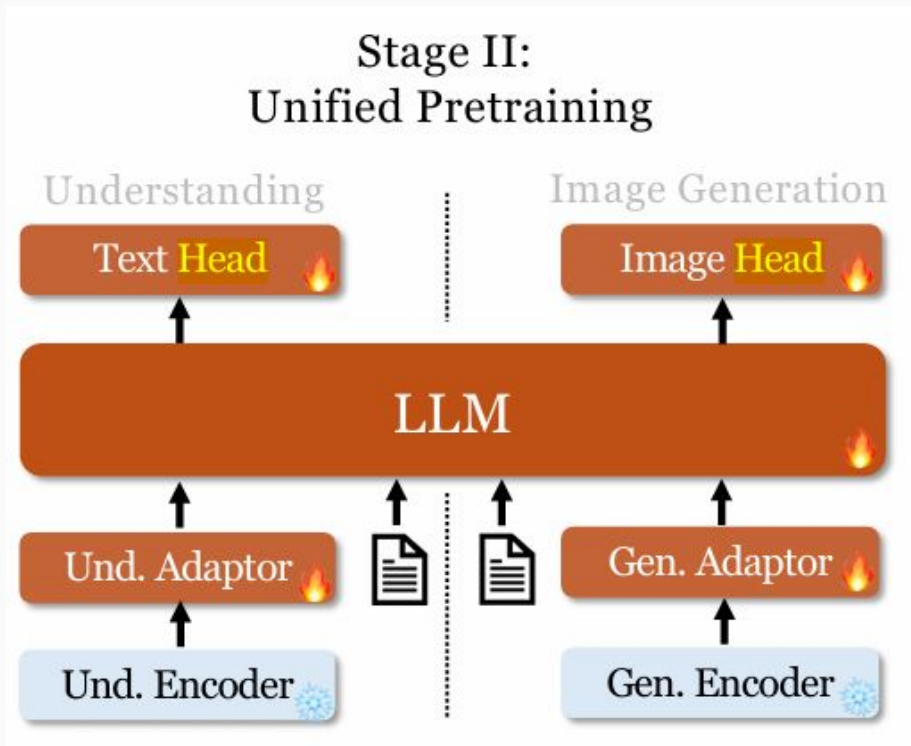 Stage II:
Unified Pretraining
Understanding
Image Generation
Text Head
Image Head
LLM
Und. Adaptor
Gen. Adaptor
Und. Encoder
Gen. Encoder